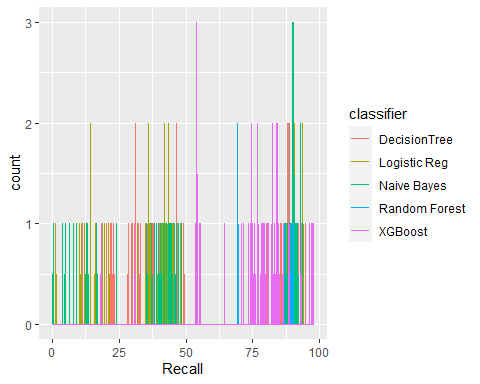 3
2
1
0
count
0
25
50
75
100
Recall
classifier
DecisionTree
Logistic Reg
Naive Bayes
Random Forest
XGBoost